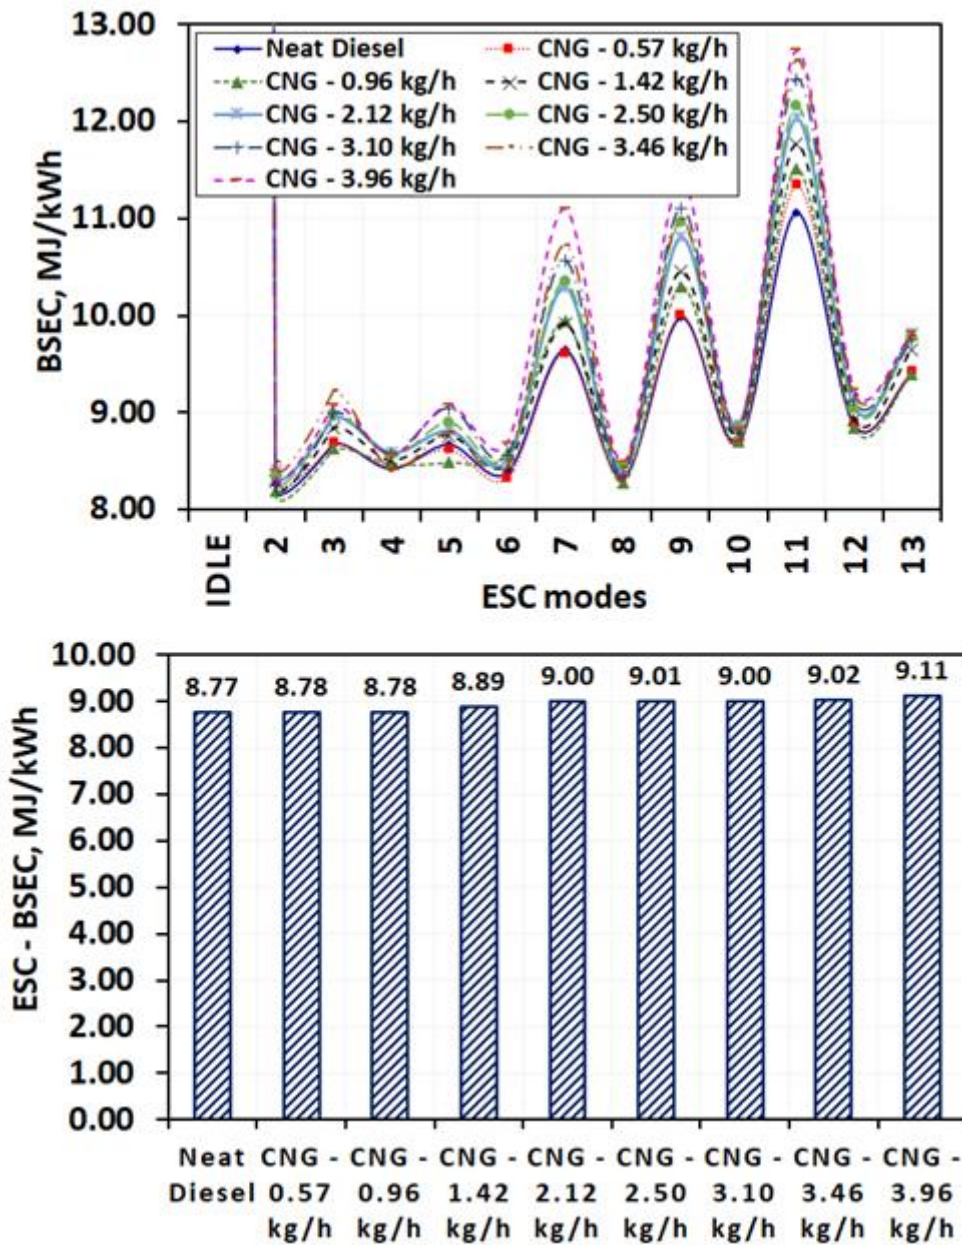 13.00
12.00
11.00
10.00
9.00
8.00
BSEC, MJ/kWh
Neat Diesel
CNG - 0.57 kg/h
CNG - 0.96 kg/h
CNG - 1.42 kg/h
CNG - 2.12 kg/h
CNG - 2.50 kg/h
CNG - 3.10 kg/h
CNG - 3.46 kg/h
CNG - 3.96 kg/h
IDLE 2 3 4 5 6 7 8 9 10 11 12 13
ESC modes
10.00
9.00
8.00
7.00
6.00
5.00
4.00
3.00
2.00
1.00
0.00
ESC - BSEC, MJ/kWh
8.77 8.78 8.78 8.89 9.00 9.01 9.00 9.02 9.11
Neat CNG - CNG - CNG - CNG - CNG - CNG - CNG - CNG -
Diesel 0.57 0.96 1.42 2.12 2.50 3.10 3.46 3.96
kg/h kg/h kg/h kg/h kg/h kg/h kg/h kg/h